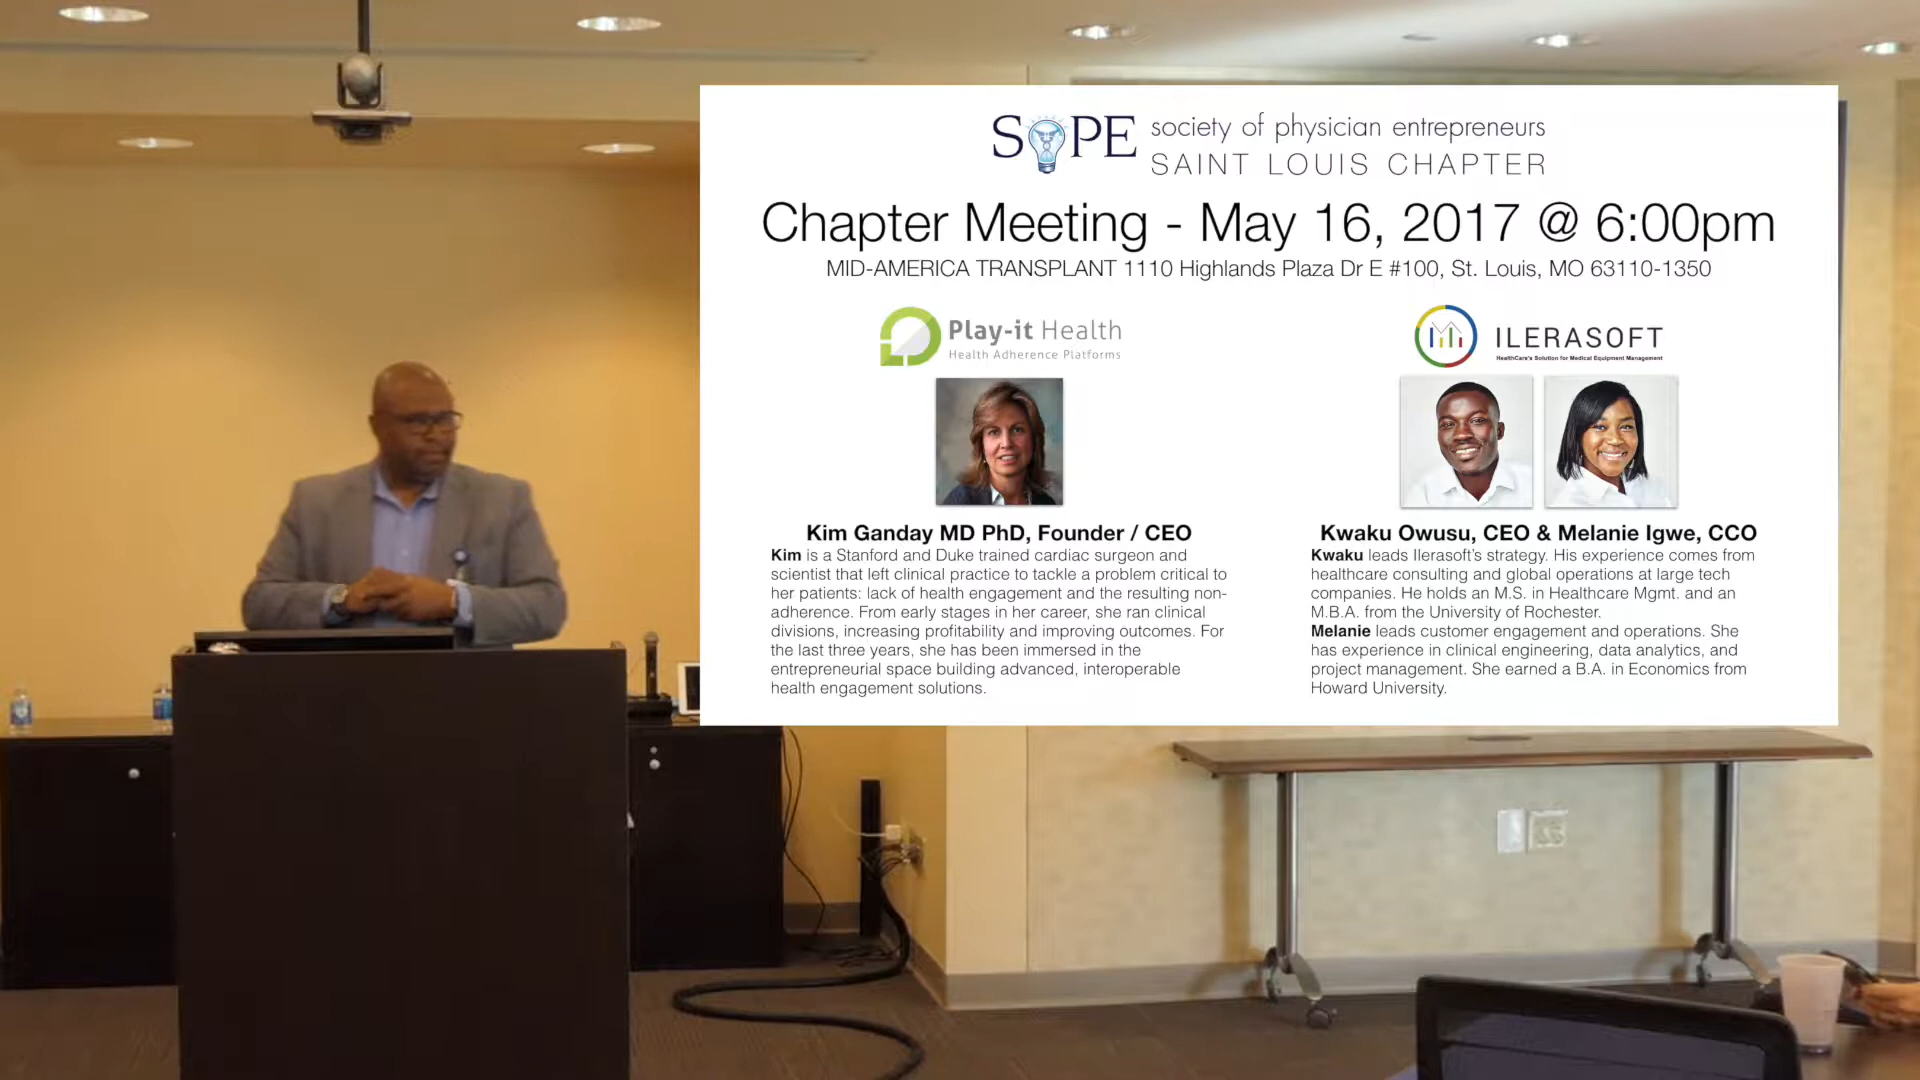 SOPE society of physician entrepreneurs
SAINT LOUIS CHAPTER
Chapter Meeting - May 16, 2017 @ 6:00pm
MID-AMERICA TRANSPLANT 1110 Highlands Plaza Dr E #100, St. Louis, MO 63110-1350
Play-it Health
Health Adherence Platforms
Kim Ganday MD PhD, Founder / CEO
Kim is a Stanford and Duke trained cardiac surgeon and
scientist that left clinical practice to tackle a problem critical to
her patients: lack of health engagement and the resulting non-
adherence. From early stages in her career, she ran clinical
divisions, increasing profitability and improving outcomes. For
the last three years, she has been immersed in the
entrepreneurial space building advanced, interoperable
health engagement solutions.
ILERASOFT
HealthCare's Solution for Medical Equipment Management
Kwaku Owusu, CEO & Melanie Igwe, CCO
Kwaku leads Ilerasoft's strategy. His experience comes from
healthcare consulting and global operations at large tech
companies. He holds an M.S. in Healthcare Mgmt. and an
M.B.A. from the University of Rochester.
Melanie leads customer engagement and operations. She
has experience in clinical engineering, data analytics, and
project management. She earned a B.A. in Economics from
Howard University.